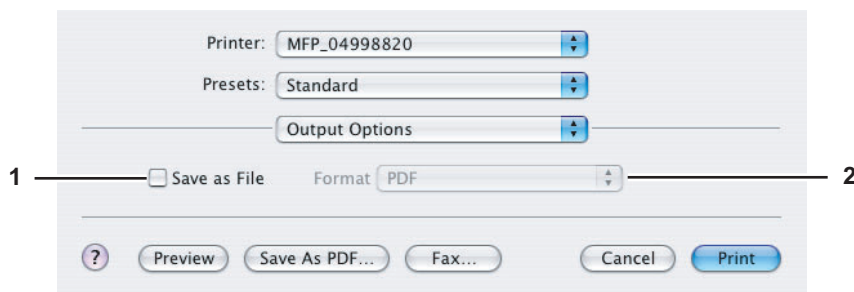 Printer: MFP_04998820
Presets: Standard
Output Options
1 Save as File Format PDF 2
? Preview Save As PDF... Fax... Cancel Print